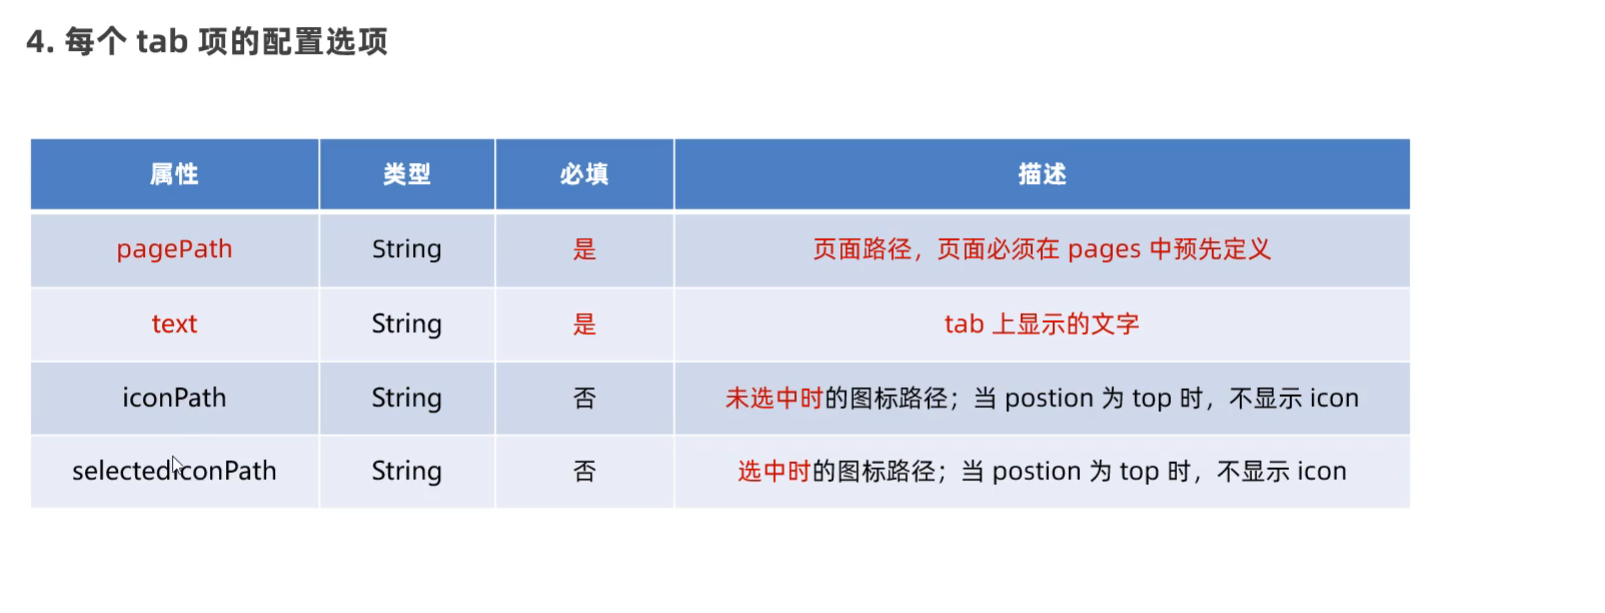 4. 每个 tab 项的配置选项
属性 类型 必填 描述
pagePath String 是 页面路径，页面必须在 pages 中预先定义
text String 是 tab 上显示的文字
iconPath String 否 未选中时的图标路径；当 postion 为 top 时，不显示 icon
selectedIconPath String 否 选中时的图标路径；当 postion 为 top 时，不显示 icon